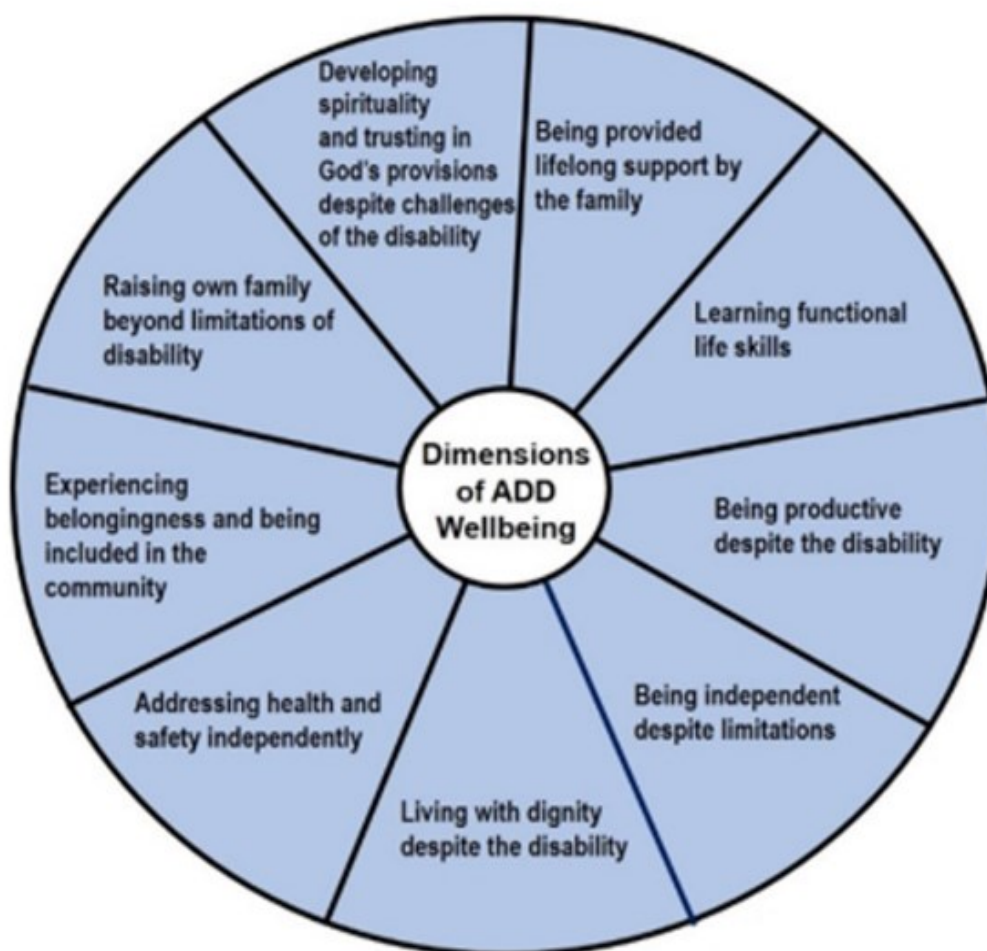 Dimensions
of ADD
Wellbeing
Being provided
lifelong support by
the family
Learning functional
life skills
Being productive
despite the disability
Being independent
despite limitations
Living with dignity
despite the disability
Addressing health and
safety independently
Experiencing
belongingness and being
included in the
community
Raising own family
beyond limitations of
disability
Developing
spirituality
and trusting in
God's provisions
despite challenges
of the disability